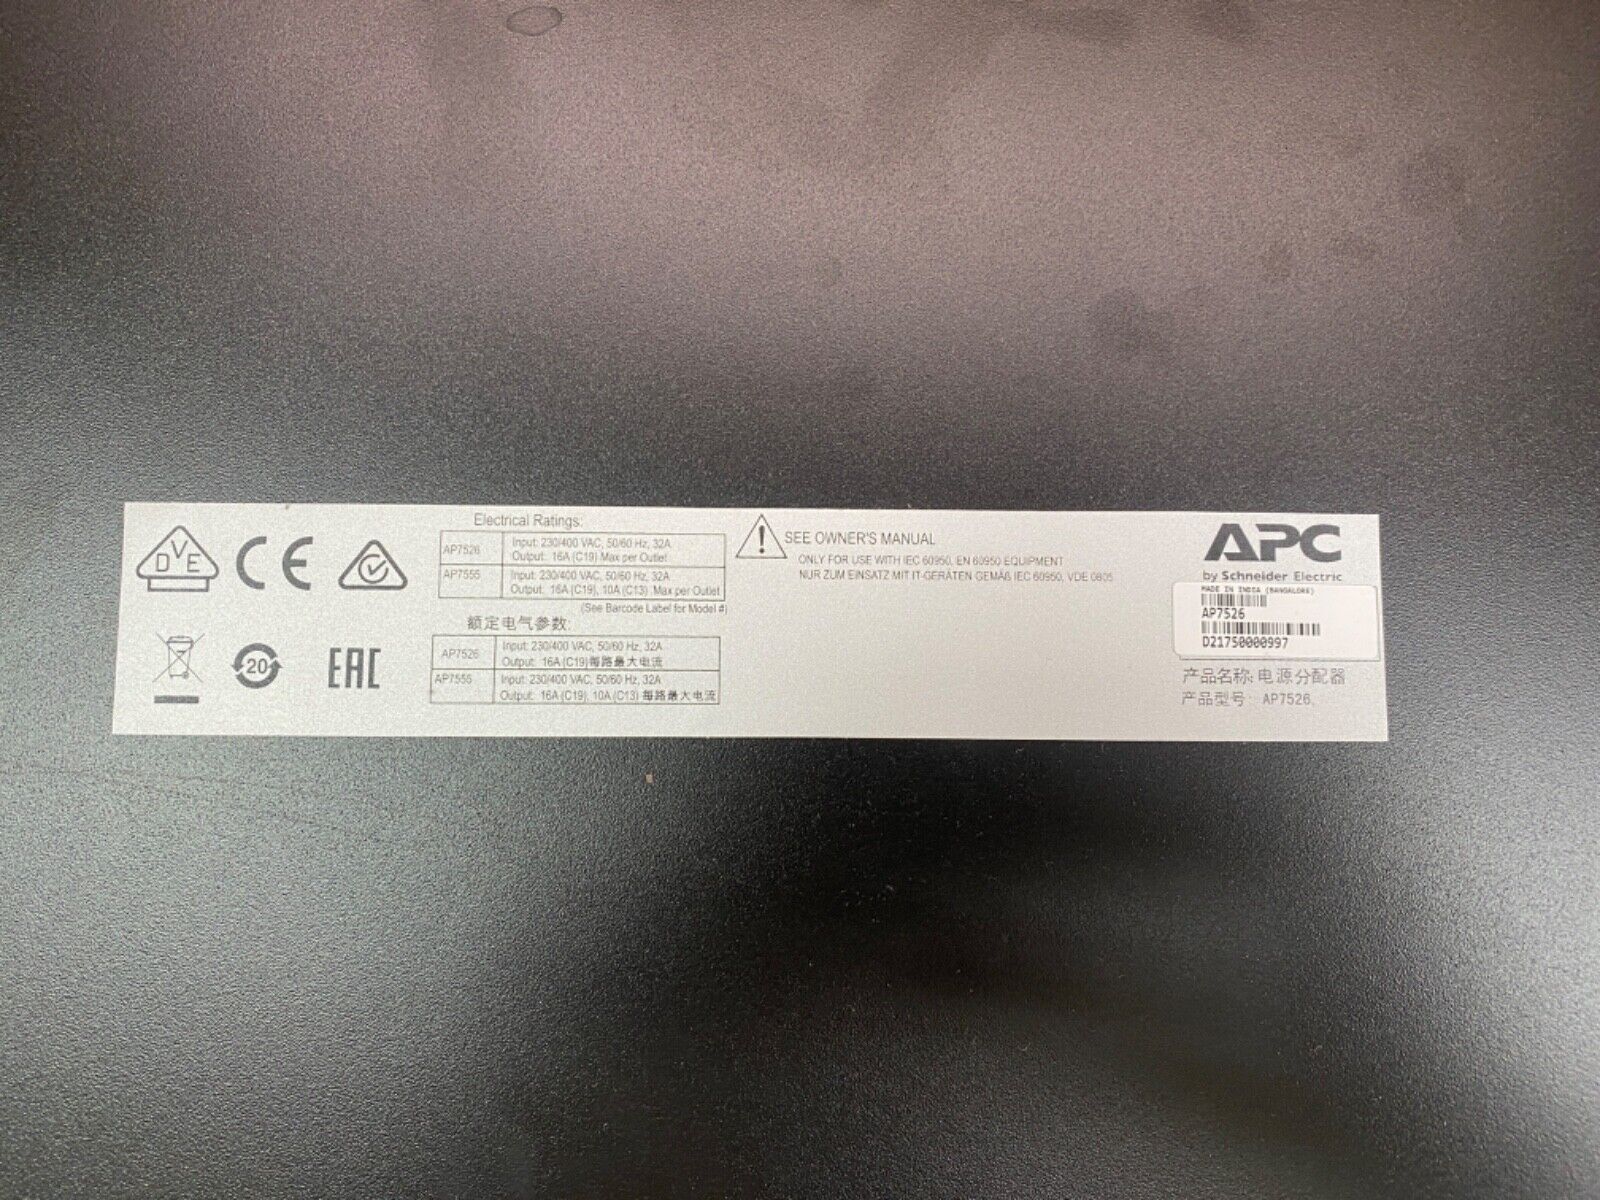 DVE
CE
20
EAC
Electrical Ratings:
AP7526
Input: 230/400 VAC, 50/60 Hz, 32A
Output: 16A (C19) Max per Outlet
AP7555
Input: 230/400 VAC, 50/60 Hz, 32A
Output: 16A (C19), 10A (C13) Max per Outlet
(See Barcode Label for Model #)
额定电气参数:
AP7526
Input: 230/400 VAC, 50/60 Hz, 32A
Output: 16A (C19)每路最大电流
AP7555
Input: 230/400 VAC, 50/60 Hz, 32A
Output: 16A (C19), 10A (C13) 每路最大电流
SEE OWNER'S MANUAL
ONLY FOR USE WITH IEC 60950, EN 60950 EQUIPMENT
NUR ZUM EINSATZ MIT IT-GERÄTEN GEMÄß IEC 60950, VDE 0805.
APC
by Schneider Electric
MADE IN INDIA (BANGALORE)
AP7526
D21750000997
产品名称: 电源分配器
产品型号: AP7526,